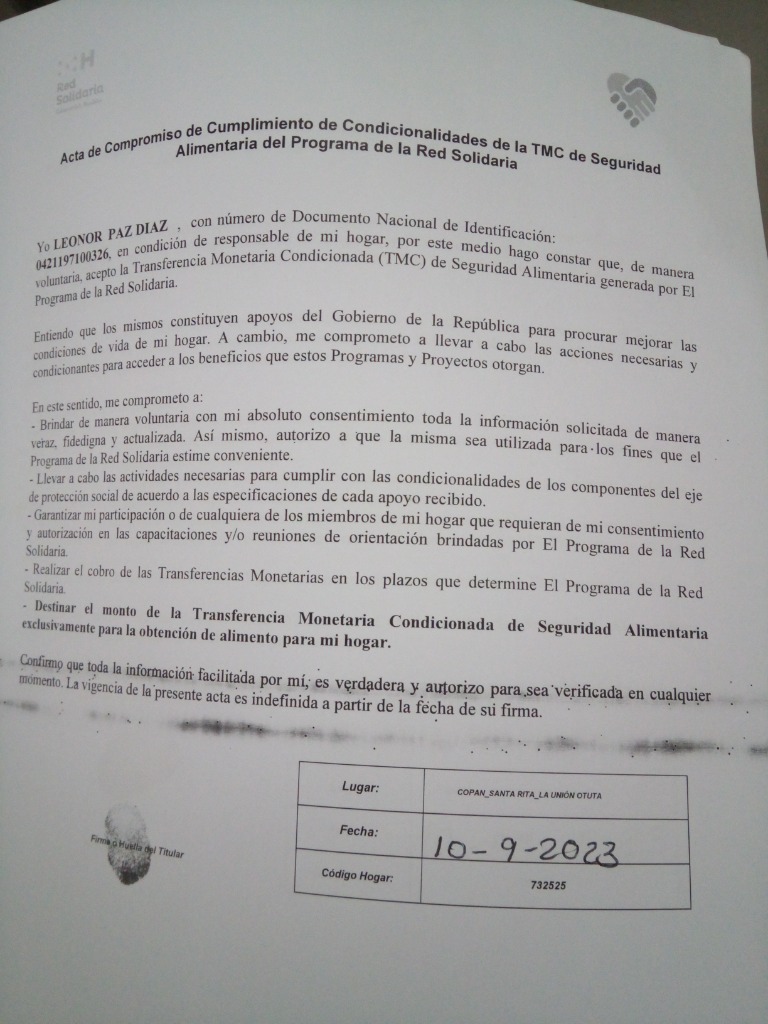 Red
Solidaria
Acta de Compromiso de Cumplimiento de Condicionalidades de la TMC de Seguridad
Alimentaria del Programa de la Red Solidaria
Yo LEONOR PAZ DIAZ , con número de Documento Nacional de Identificación:
0421197100326, en condición de responsable de mi hogar, por este medio hago constar que, de manera
voluntaria, acepto la Transferencia Monetaria Condicionada (TMC) de Seguridad Alimentaria generada por El
Programa de la Red Solidaria.
Entiendo que los mismos constituyen apoyos del Gobierno de la República para procurar mejorar las
condiciones de vida de mi hogar. A cambio, me comprometo a llevar a cabo las acciones necesarias y
condicionantes para acceder a los beneficios que estos Programas y Proyectos otorgan.
En este sentido, me comprometo a:
- Brindar de manera voluntaria con mi absoluto consentimiento toda la información solicitada de manera
veraz, fidedigna y actualizada. Así mismo, autorizo a que la misma sea utilizada para los fines que el
Programa de la Red Solidaria estime conveniente.
- Llevar a cabo las actividades necesarias para cumplir con las condicionalidades de los componentes del eje
de protección social de acuerdo a las especificaciones de cada apoyo recibido.
- Garantizar mi participación o de cualquiera de los miembros de mi hogar que requieran de mi consentimiento
y autorización en las capacitaciones y/o reuniones de orientación brindadas por El Programa de la Red
Solidaria.
- Realizar el cobro de las Transferencias Monetarias en los plazos que determine El Programa de la Red
Solidaria.
- Destinar el monto de la Transferencia Monetaria Condicionada de Seguridad Alimentaria
exclusivamente para la obtención de alimento para mi hogar.
Confirmo que toda la información facilitada por mí, es verdadera y autorizo para sea verificada en cualquier
momento. La vigencia de la presente acta es indefinida a partir de la fecha de su firma.
Lugar: COPAN_SANTA RITA_LA UNIÓN OTUTA
Fecha: 10-9-2023
Código Hogar: 732525
Firma o Huella del Titular